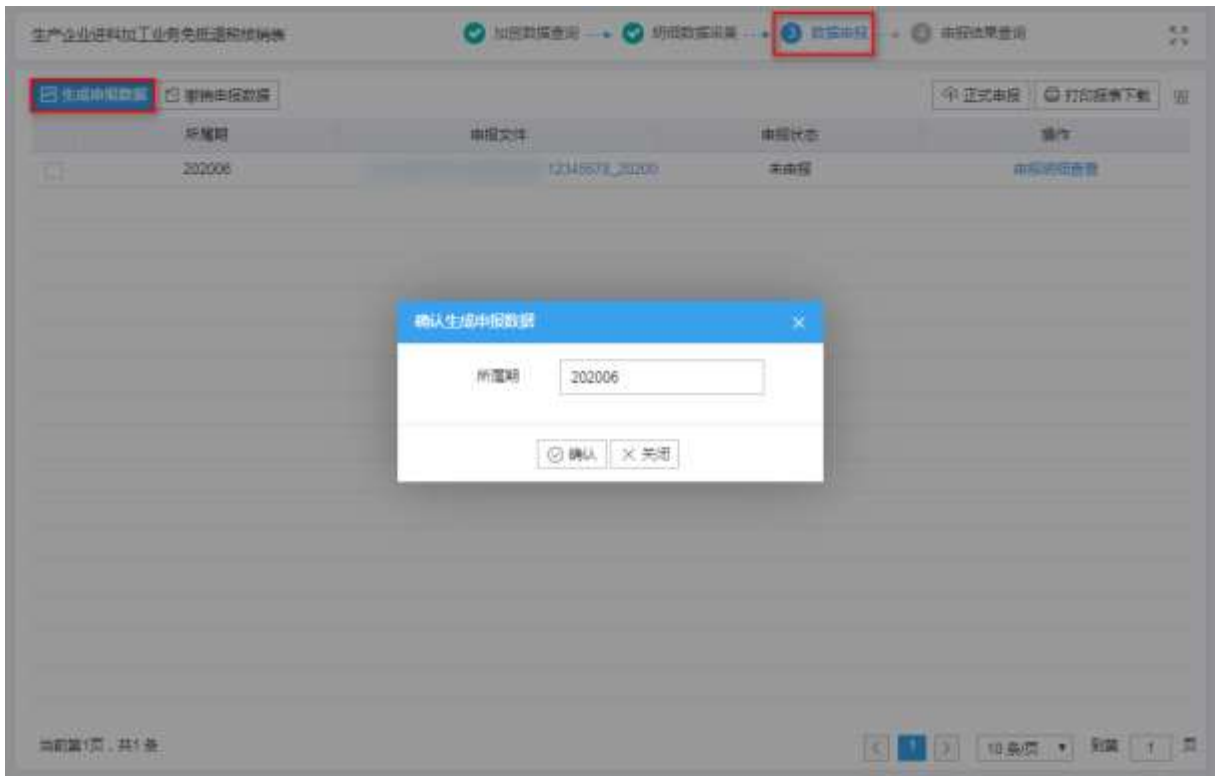 生产企业进料加工业务免抵退税核销表
加密数据查询 明细数据采集 3 数据申报 4 申报结果查询
生成申报数据 撤销申报数据 正式申报 打印报表下载
所属期 申报文件 申报状态 操作
202006 12345678_20200 未申报 申报明细查看
确认生成申报数据
所属期 202006
确认 关闭
当前第1页，共1条 1 10 条/页 到第 1 页